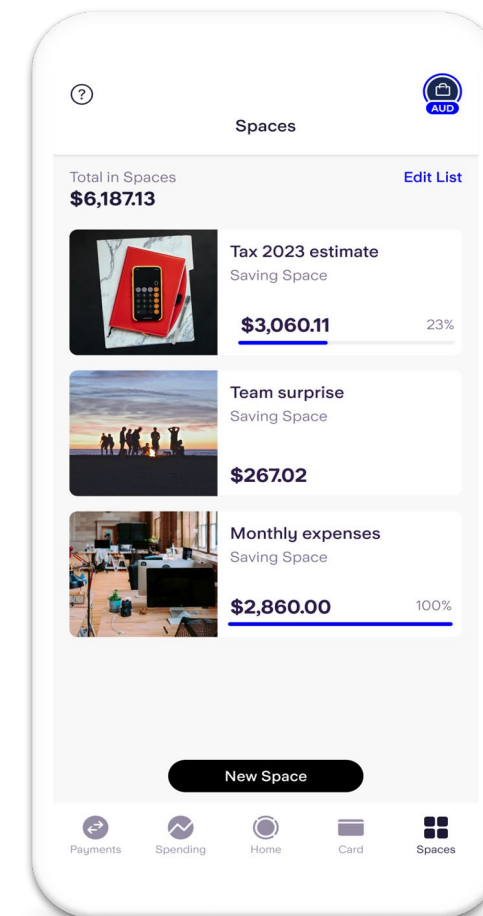 ?
AUD
Spaces
Total in Spaces
Edit List
$6,187.13
Tax 2023 estimate
Saving Space
$3,060.11
23%
Team surprise
Saving Space
$267.02
Monthly expenses
Saving Space
$2,860.00
100%
New Space
Payments
Spending
Home
Card
Spaces